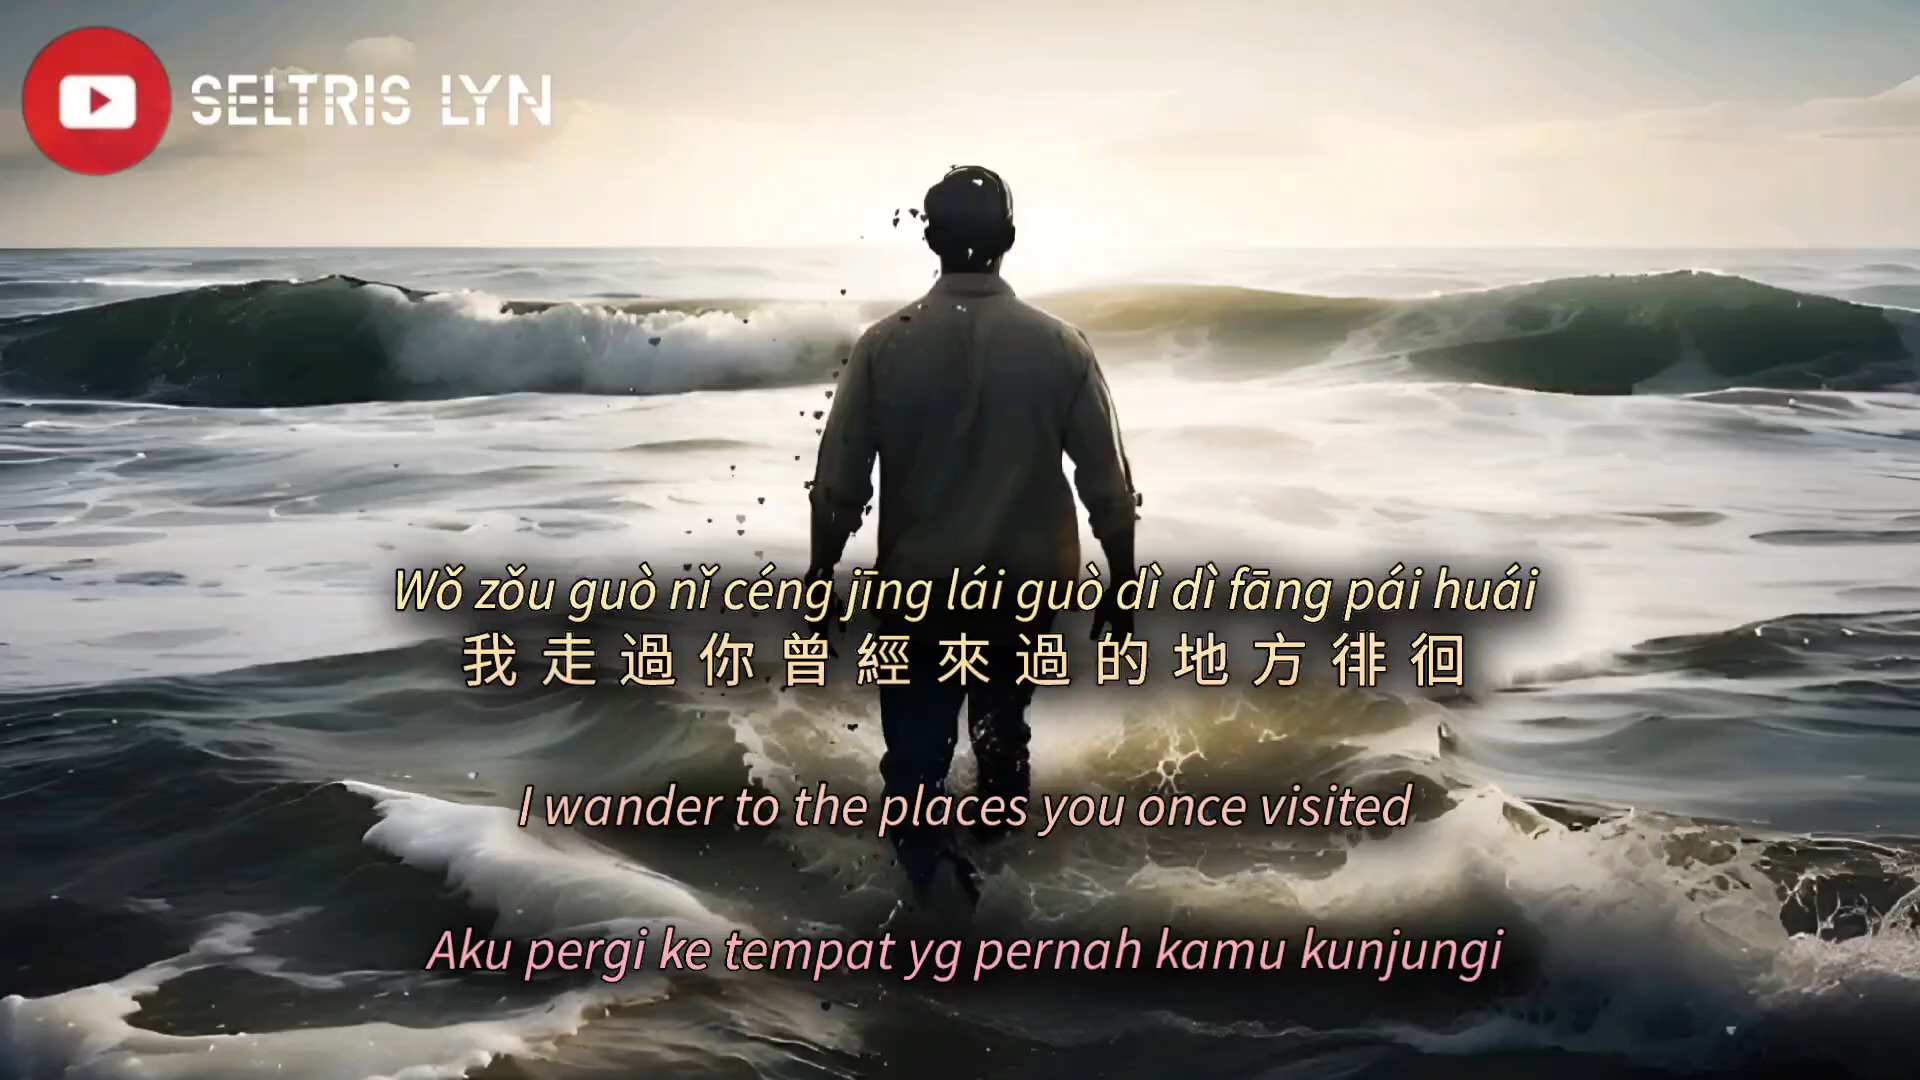 SELTRIS LYN
Wǒ zǒu guò nǐ céng jīng lái guò dì dì fāng pái huái
我走過你曾經來過的地方徘徊
I wander to the places you once visited
Aku pergi ke tempat yg pernah kamu kunjungi